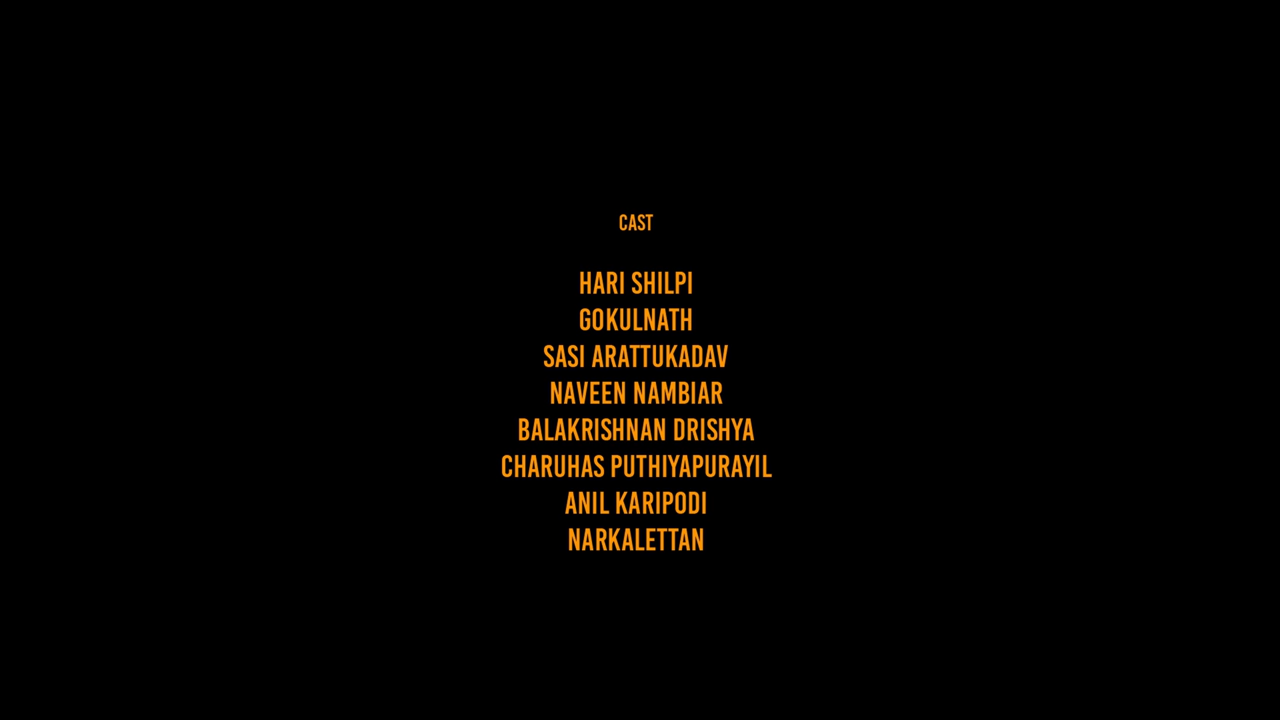 CAST
HARI SHILPI
GOKULNATH
SASI ARATTUKADAV
NAVEEN NAMBIAR
BALAKRISHNAN DRISHYA
CHARUHAS PUTHIYAPURAYIL
ANIL KARIPODI
NARKALETTAN